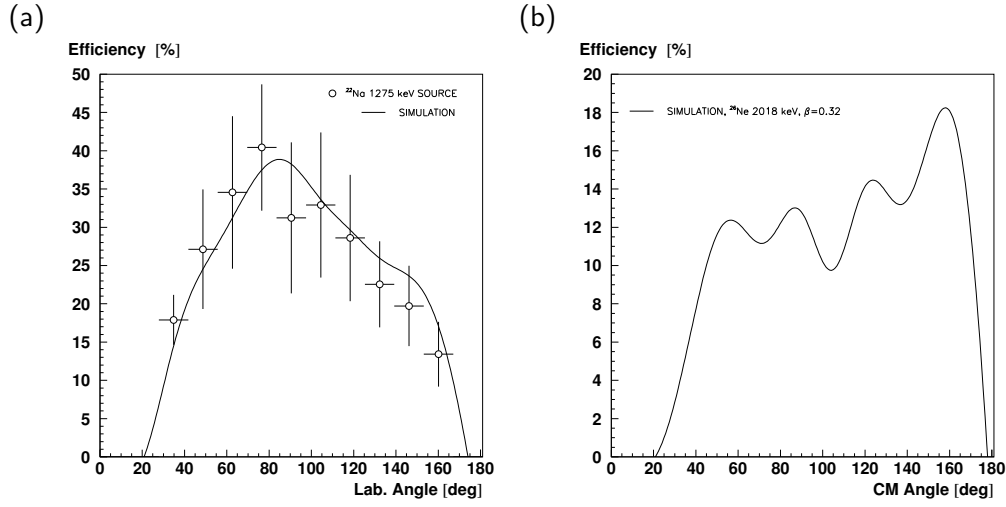 (a)
Efficiency [%]
50
45
40
35
30
25
20
15
10
5
0
²²Na 1275 keV SOURCE
SIMULATION
0 20 40 60 80 100 120 140 160 180
Lab. Angle [deg]
(b)
Efficiency [%]
20
18
16
14
12
10
8
6
4
2
0
SIMULATION, ²⁶Ne 2018 keV, β=0.32
0 20 40 60 80 100 120 140 160 180
CM Angle [deg]